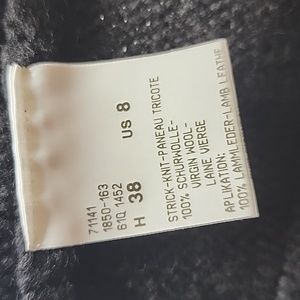 71141
1850-163
61Q 1452
H 38
US 8
STRICK-KNIT-PANEAU TRICOTE
100% SCHURWOLLE-
VIRGIN WOOL-
LAINE VIERGE
APLIKATION:
100% LAMMLEDER-LAMB LEATHE